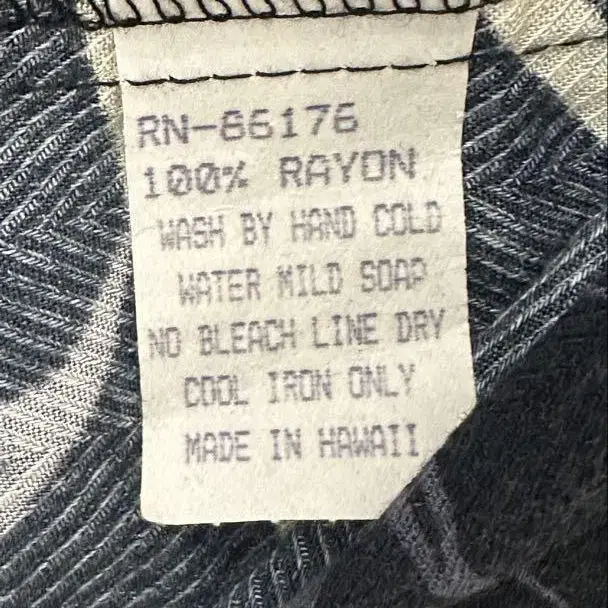 RN-86176
100% RAYON
WASH BY HAND COLD
WATER MILD SOAP
NO BLEACH LINE DRY
COOL IRON ONLY
MADE IN HAWAII